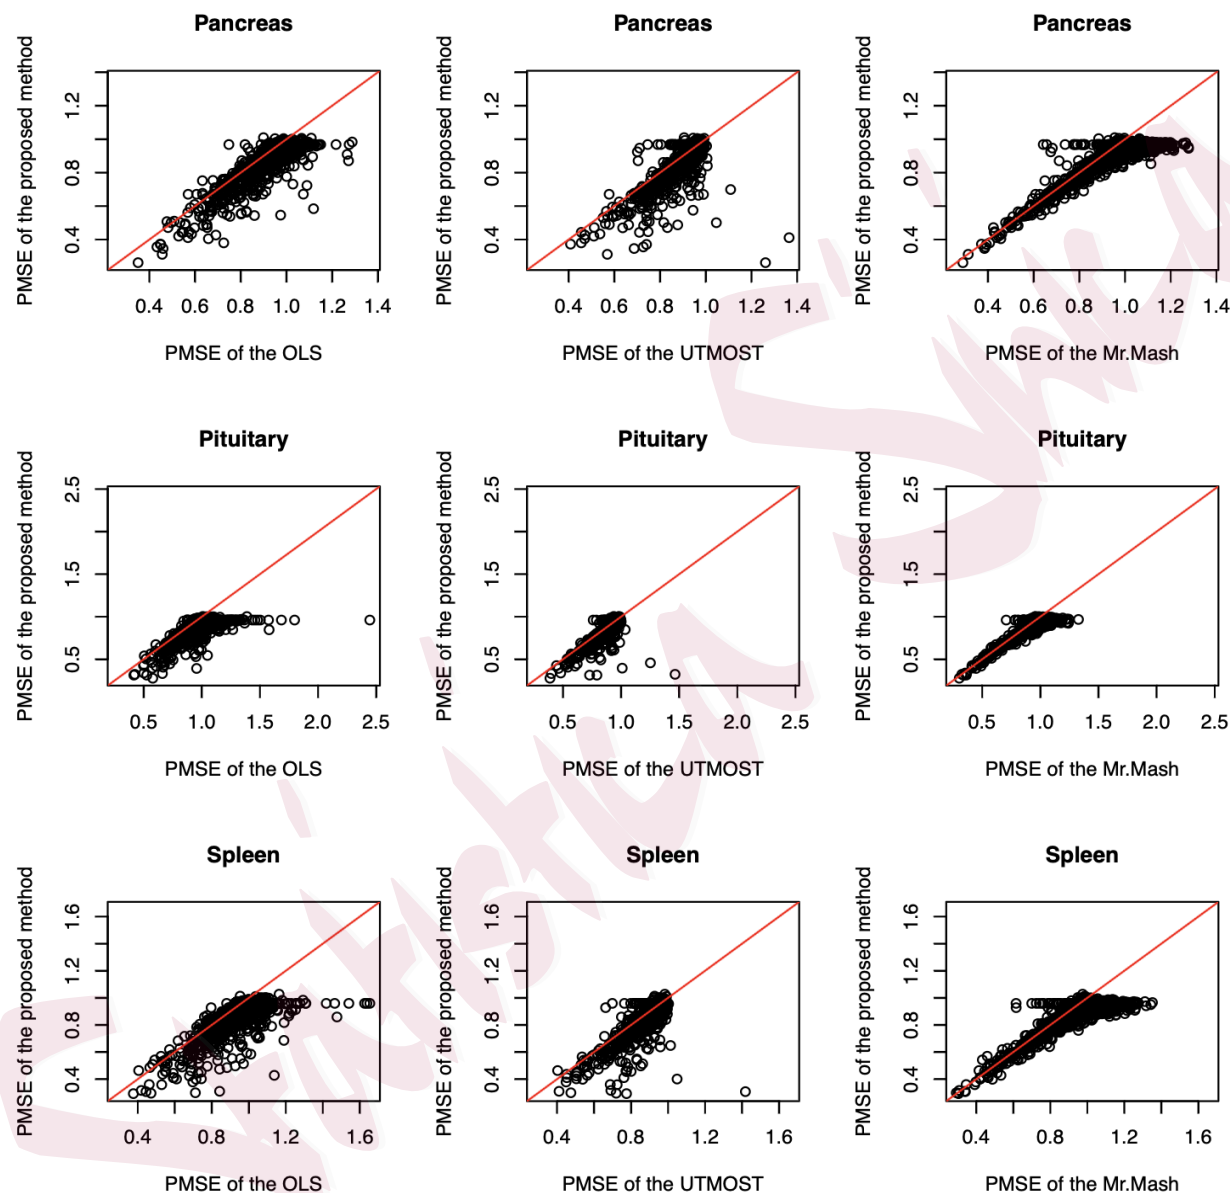 Pancreas Pancreas Pancreas
PMSE of the proposed method PMSE of the proposed method PMSE of the proposed method
0.4 0.8 1.2 0.4 0.8 1.2 0.4 0.8 1.2
0.4 0.6 0.8 1.0 1.2 1.4 0.4 0.6 0.8 1.0 1.2 1.4 0.4 0.6 0.8 1.0 1.2 1.4
PMSE of the OLS PMSE of the UTMOST PMSE of the Mr.Mash
Pituitary Pituitary Pituitary
PMSE of the proposed method PMSE of the proposed method PMSE of the proposed method
0.5 1.5 2.5 0.5 1.5 2.5 0.5 1.5 2.5
0.5 1.0 1.5 2.0 2.5 0.5 1.0 1.5 2.0 2.5 0.5 1.0 1.5 2.0 2.5
PMSE of the OLS PMSE of the UTMOST PMSE of the Mr.Mash
Spleen Spleen Spleen
PMSE of the proposed method PMSE of the proposed method PMSE of the proposed method
0.4 0.8 1.2 1.6 0.4 0.8 1.2 1.6 0.4 0.8 1.2 1.6
0.4 0.8 1.2 1.6 0.4 0.8 1.2 1.6 0.4 0.8 1.2 1.6
PMSE of the OLS PMSE of the UTMOST PMSE of the Mr.Mash
Statistica Sinica